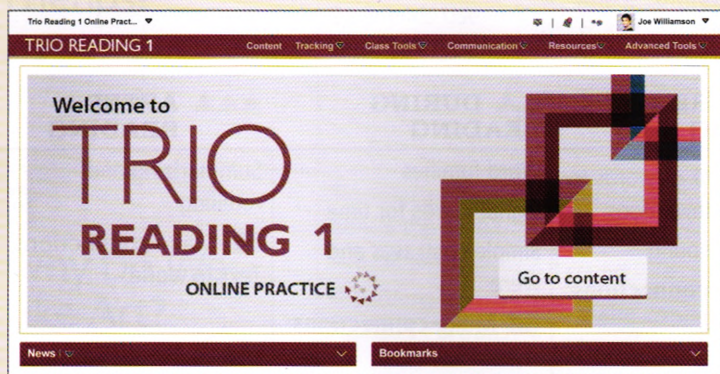 Trio Reading 1 Online Pract... Joe Williamson
TRIO READING 1 Content Tracking Class Tools Communication Resources Advanced Tools
Welcome to
TRIO
READING 1
ONLINE PRACTICE
Go to content
News Bookmarks